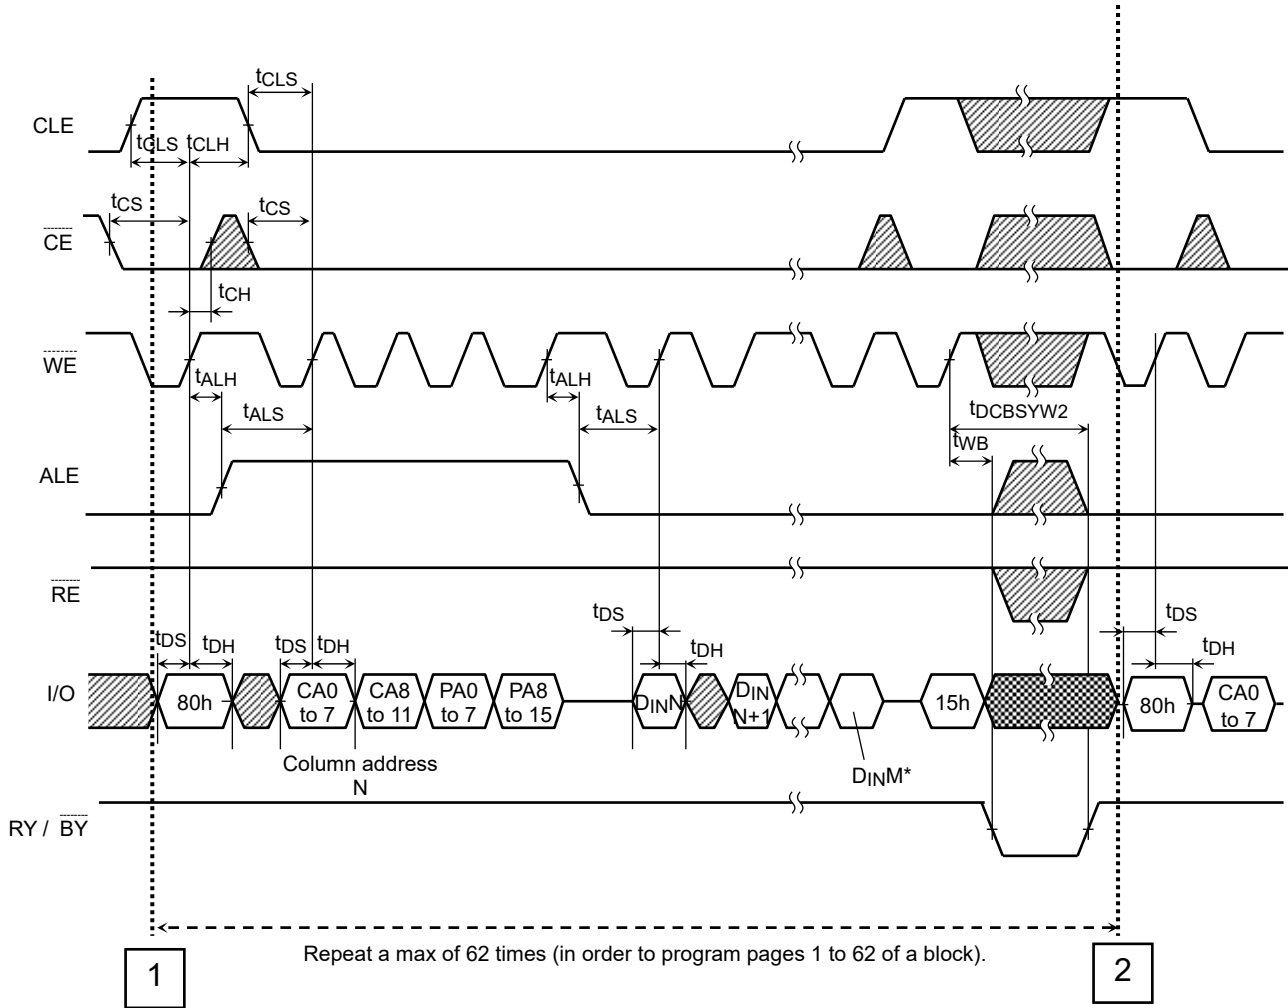 tCLS
CLE
tCLS tCLH
tCS tCS
CE
tCH
WE
tALH tALH
tALS tALS tDCBSYW2
tWB
ALE
RE
tDS tDH tDS tDH tDS tDH tDS tDH
I/O
80h
CA0
to 7
CA8
to 11
PA0
to 7
PA8
to 15
DINN
DIN
N+1
15h
80h
CA0
to 7
Column address
N
DINM*
RY / BY
Repeat a max of 62 times (in order to program pages 1 to 62 of a block).
1
2